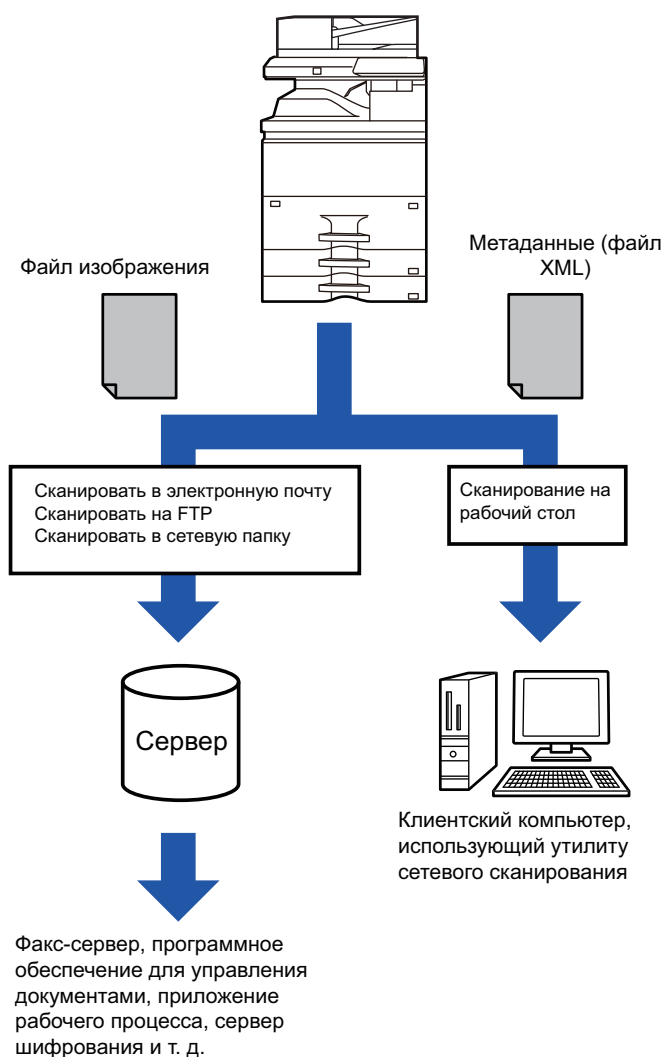 Файл изображения
Метаданные (файл
XML)
Сканировать в электронную почту
Сканировать на FTP
Сканировать в сетевую папку
Сканирование на
рабочий стол
Сервер
Клиентский компьютер,
использующий утилиту
сетевого сканирования
Факс-сервер, программное
обеспечение для управления
документами, приложение
рабочего процесса, сервер
шифрования и т. д.